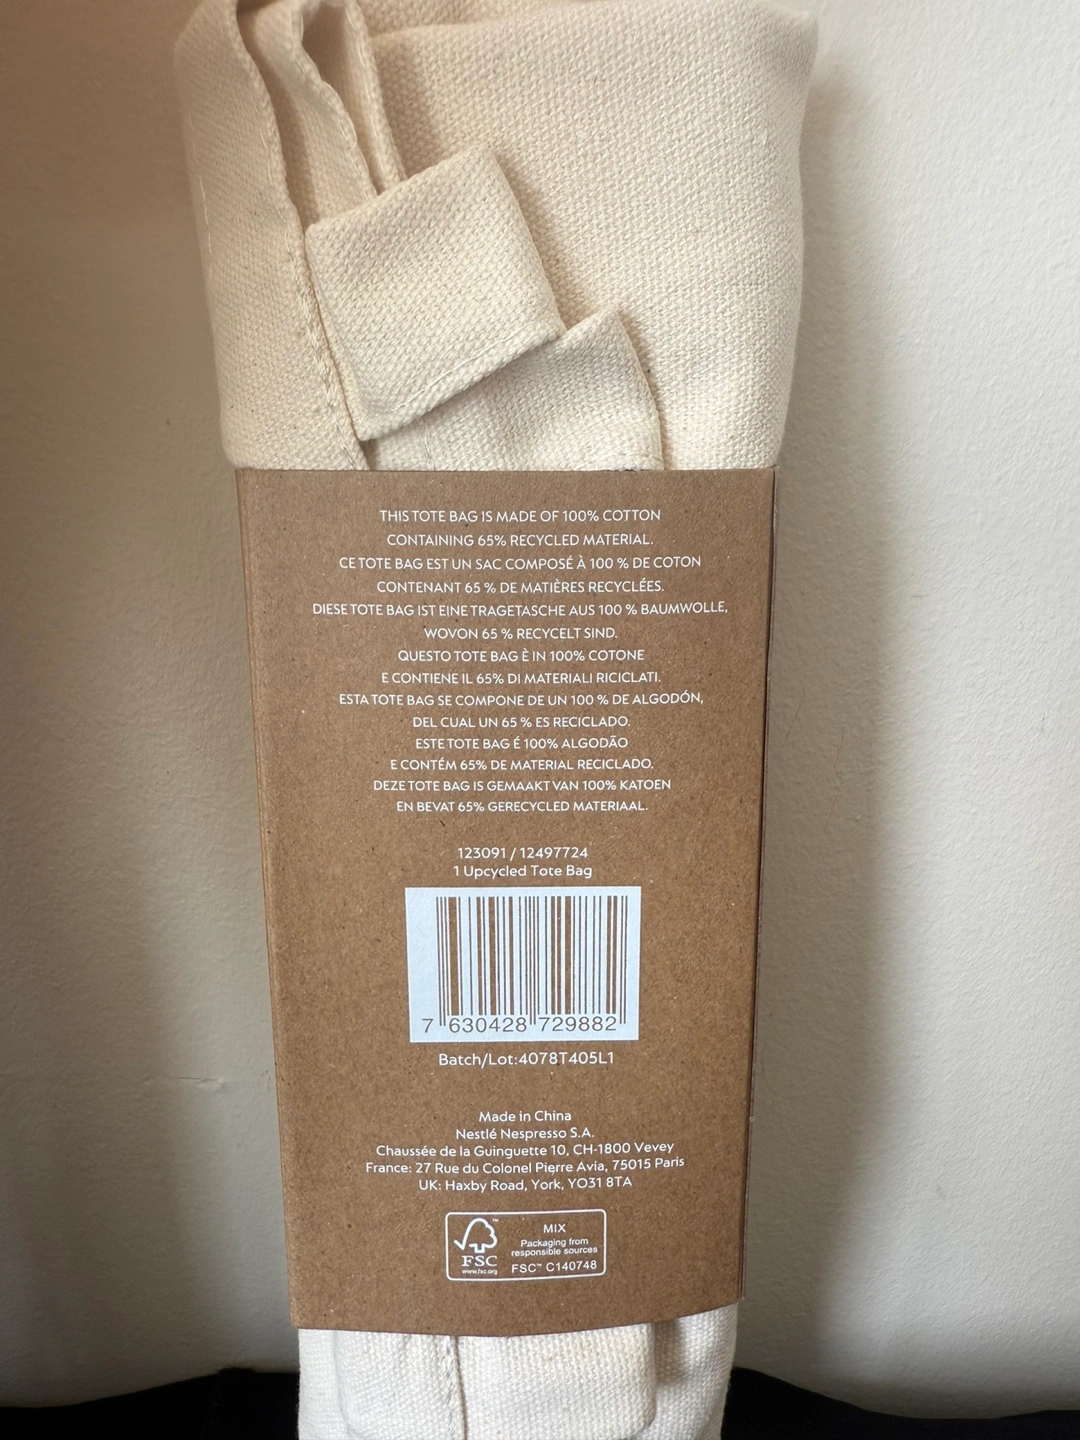 THIS TOTE BAG IS MADE OF 100% COTTON
CONTAINING 65% RECYCLED MATERIAL.
CE TOTE BAG EST UN SAC COMPOSÉ À 100 % DE COTON
CONTENANT 65 % DE MATIÈRES RECYCLÉES.
DIESE TOTE BAG IST EINE TRAGETASCHE AUS 100 % BAUMWOLLE,
WOVON 65 % RECYCELT SIND.
QUESTO TOTE BAG È IN 100% COTONE
E CONTIENE IL 65% DI MATERIALI RICICLATI.
ESTA TOTE BAG SE COMPONE DE UN 100 % DE ALGODÓN,
DEL CUAL UN 65 % ES RECICLADO.
ESTE TOTE BAG É 100% ALGODÃO
E CONTÉM 65% DE MATERIAL RECICLADO.
DEZE TOTE BAG IS GEMAAKT VAN 100% KATOEN
EN BEVAT 65% GERECYCLED MATERIAAL.
123091 / 12497724
1 Upcycled Tote Bag
7 630428 729882
Batch/Lot:4078T405L1
Made in China
Nestlé Nespresso S.A.
Chaussée de la Guinguette 10, CH-1800 Vevey
France: 27 Rue du Colonel Pierre Avia, 75015 Paris
UK: Haxby Road, York, YO31 8TA
FSC
www.fsc.org
MIX
Packaging from
responsible sources
FSC™ C140748